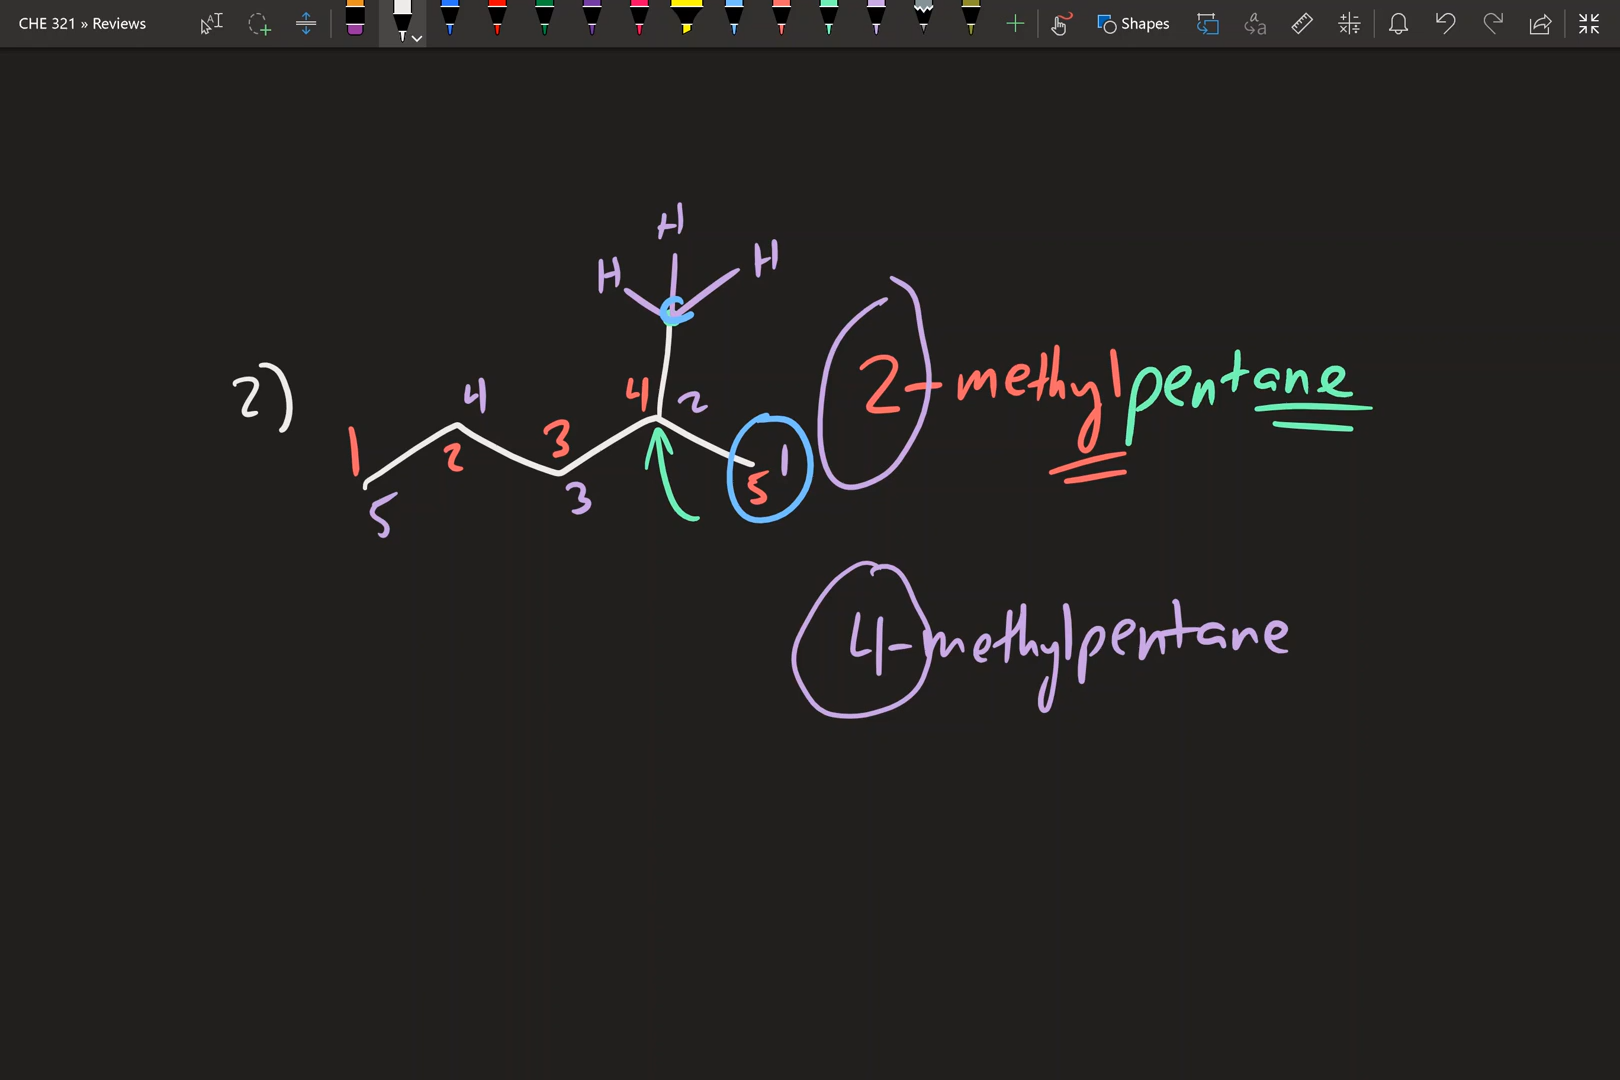 CHE 321 » Reviews
Shapes
H
H H
2)
4 4 2
1 2 3 5 1
5 3
2-methylpentane
4-methylpentane
C